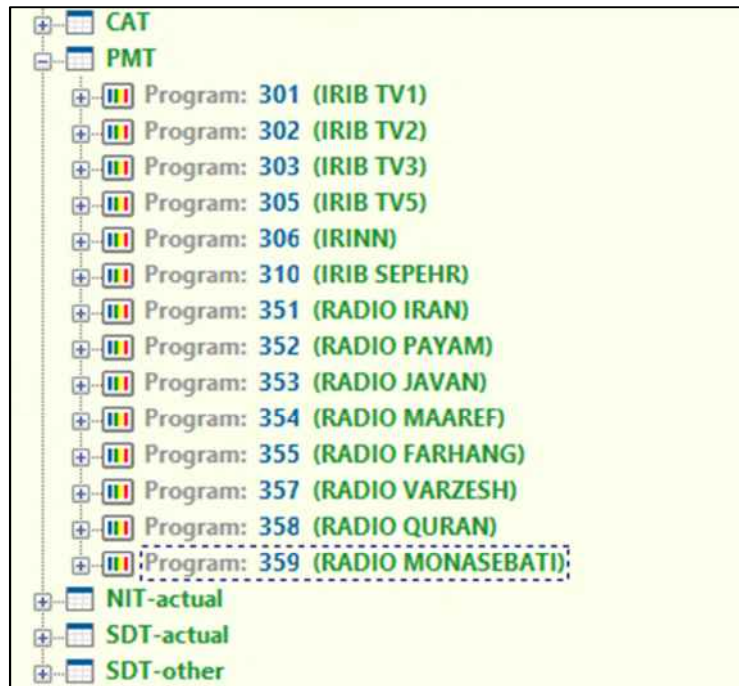 CAT
PMT
Program: 301 (IRIB TV1)
Program: 302 (IRIB TV2)
Program: 303 (IRIB TV3)
Program: 305 (IRIB TV5)
Program: 306 (IRINN)
Program: 310 (IRIB SEPEHR)
Program: 351 (RADIO IRAN)
Program: 352 (RADIO PAYAM)
Program: 353 (RADIO JAVAN)
Program: 354 (RADIO MAAREF)
Program: 355 (RADIO FARHANG)
Program: 357 (RADIO VARZESH)
Program: 358 (RADIO QURAN)
Program: 359 (RADIO MONASEBATI)
NIT-actual
SDT-actual
SDT-other